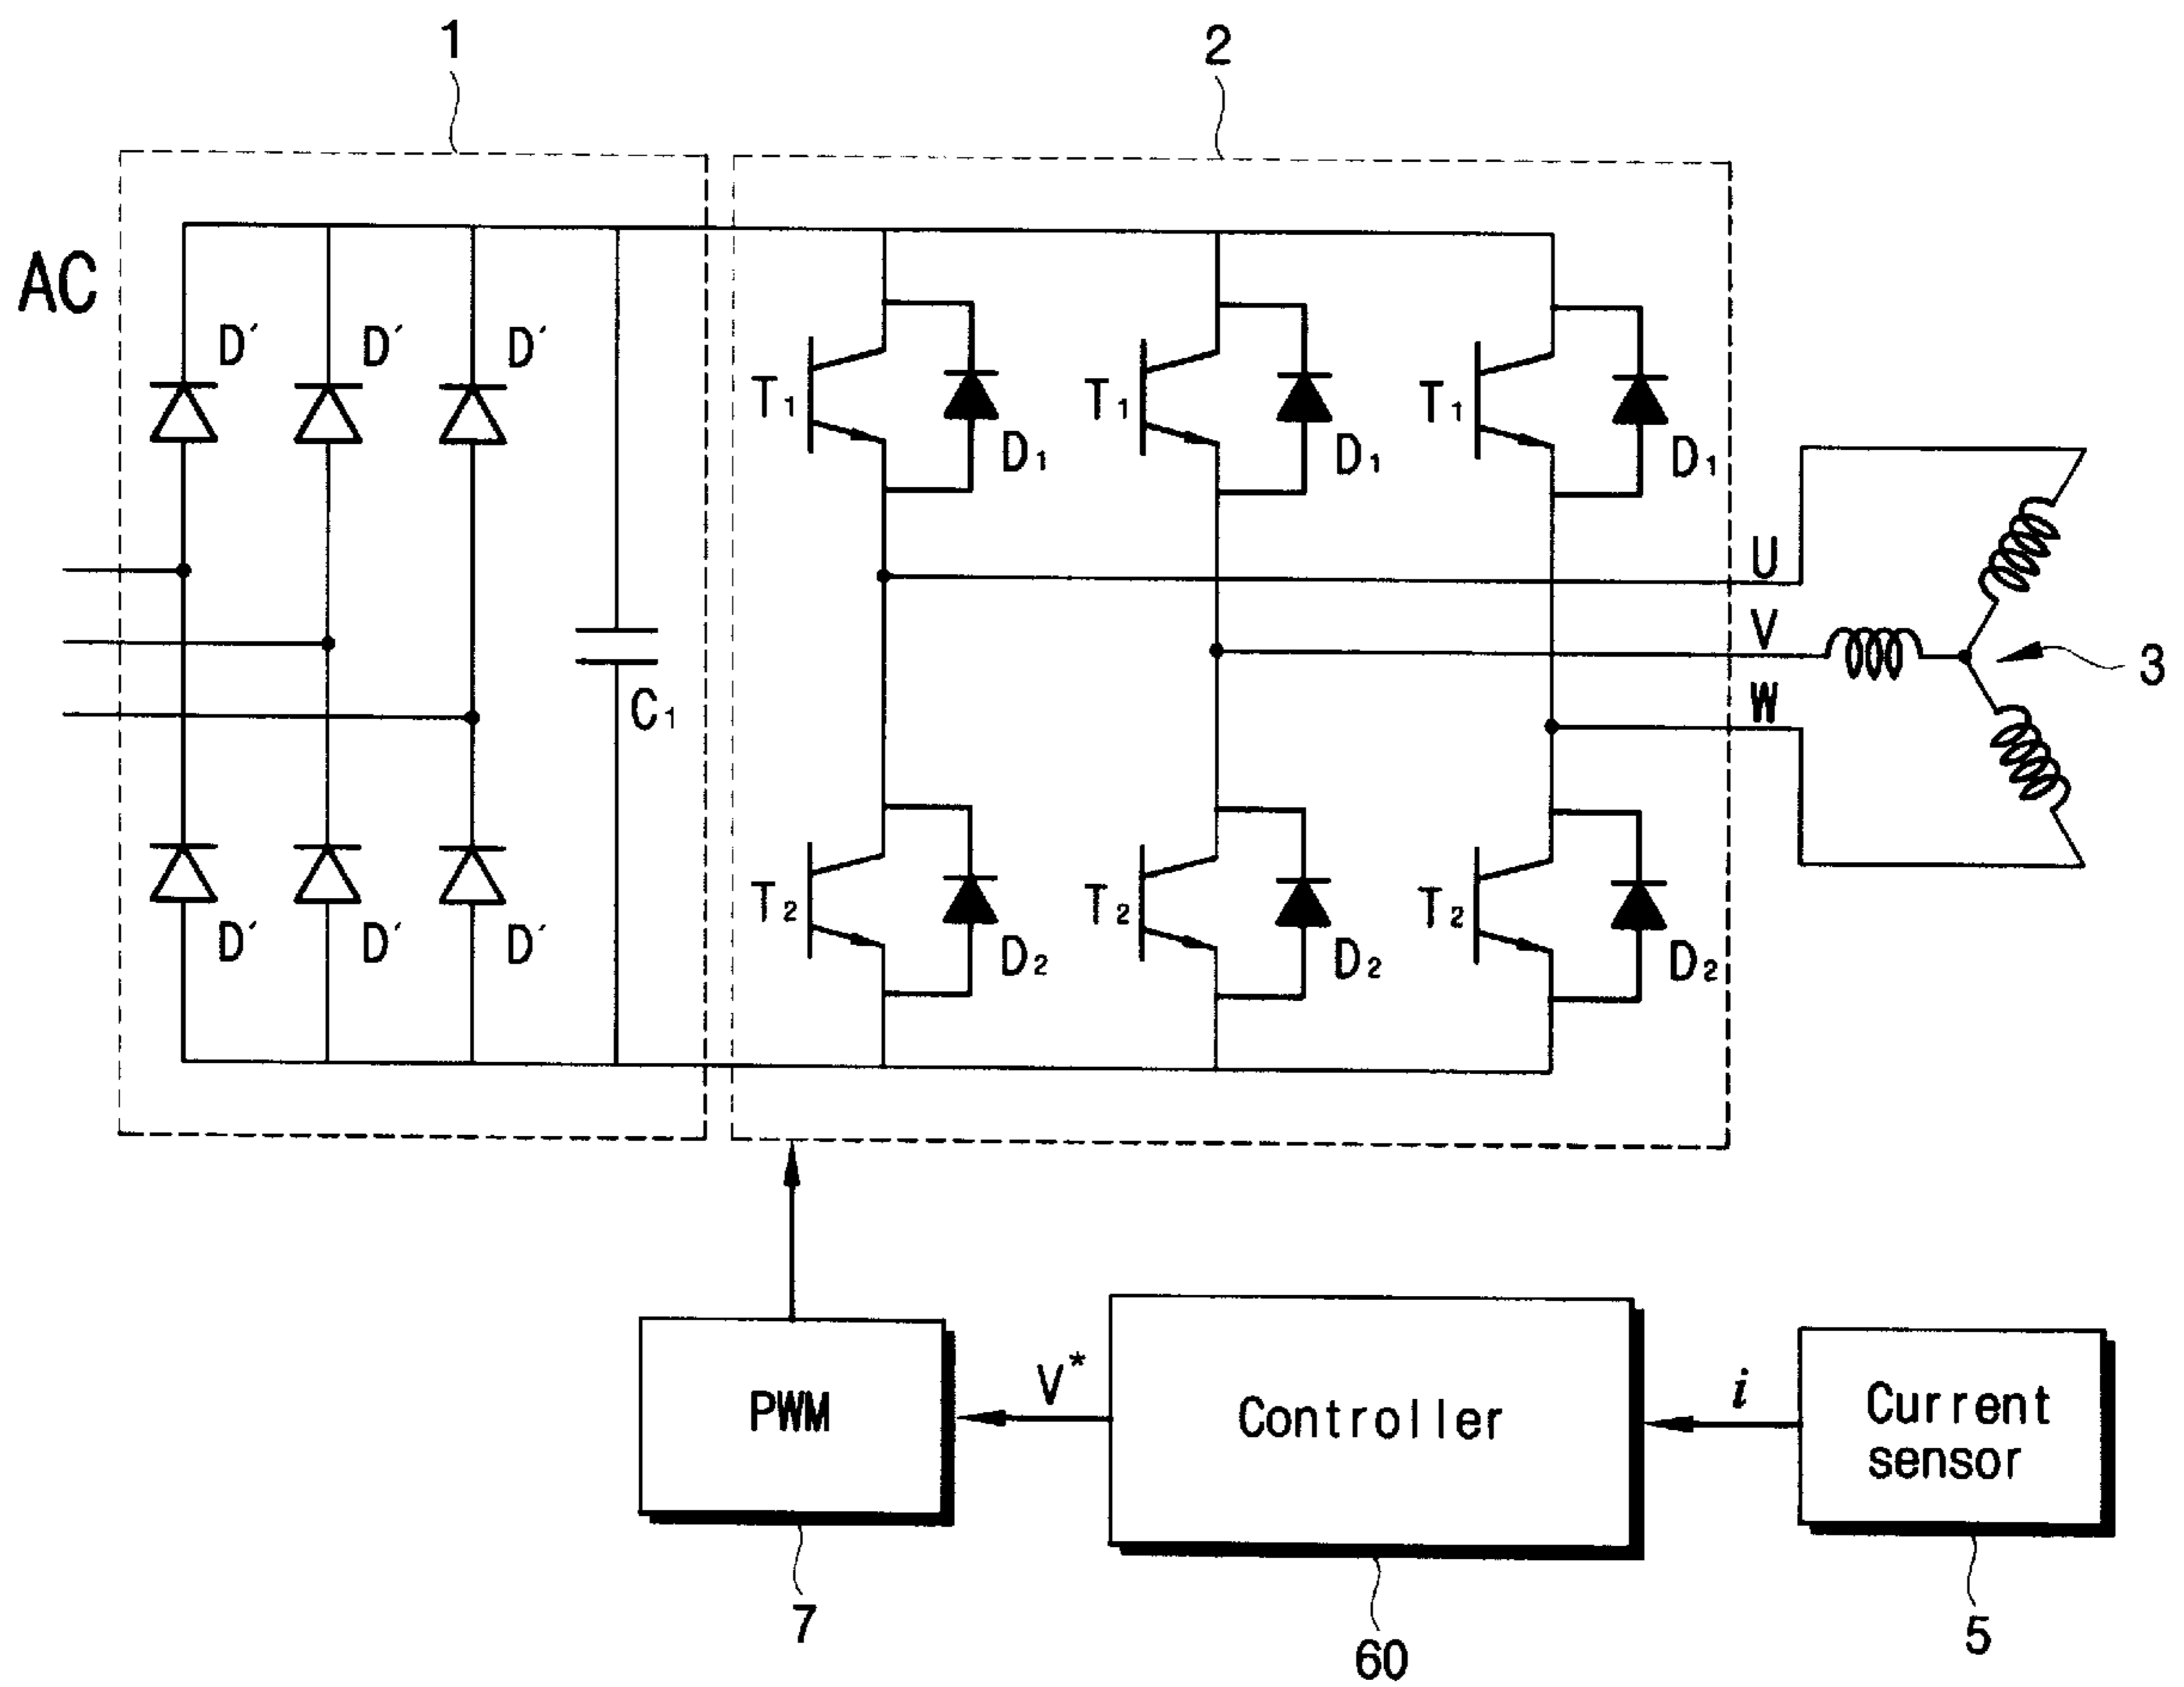 1
2
AC
D′ D′ D′
T₁ D₁ T₁ D₁ T₁ D₁
U
V
3
W
C₁
T₂ D₂ T₂ D₂ T₂ D₂
D′ D′ D′
PWM
V*
Controller
i
Current
sensor
7
60
5